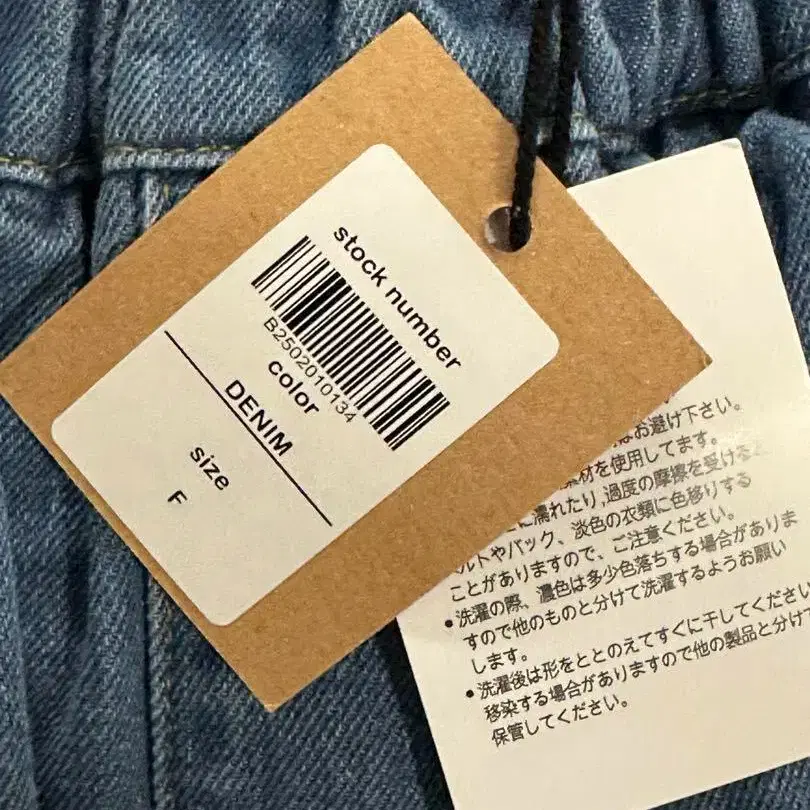 stock number
B2502010134
color
DENIM
size
F
お避け下さい。
素材を使用してます。
に濡れたり,過度の摩擦を受けると
ルトやバック、淡色の衣類に色移りする
ことがありますので、ご注意ください。
• 洗濯の際、濃色は多少色落ちする場合がありま
すので他のものと分けて洗濯するようお願い
します。
• 洗濯後は形をととのえてすぐに干してください
移染する場合がありますので他の製品と分けて
保管してください。